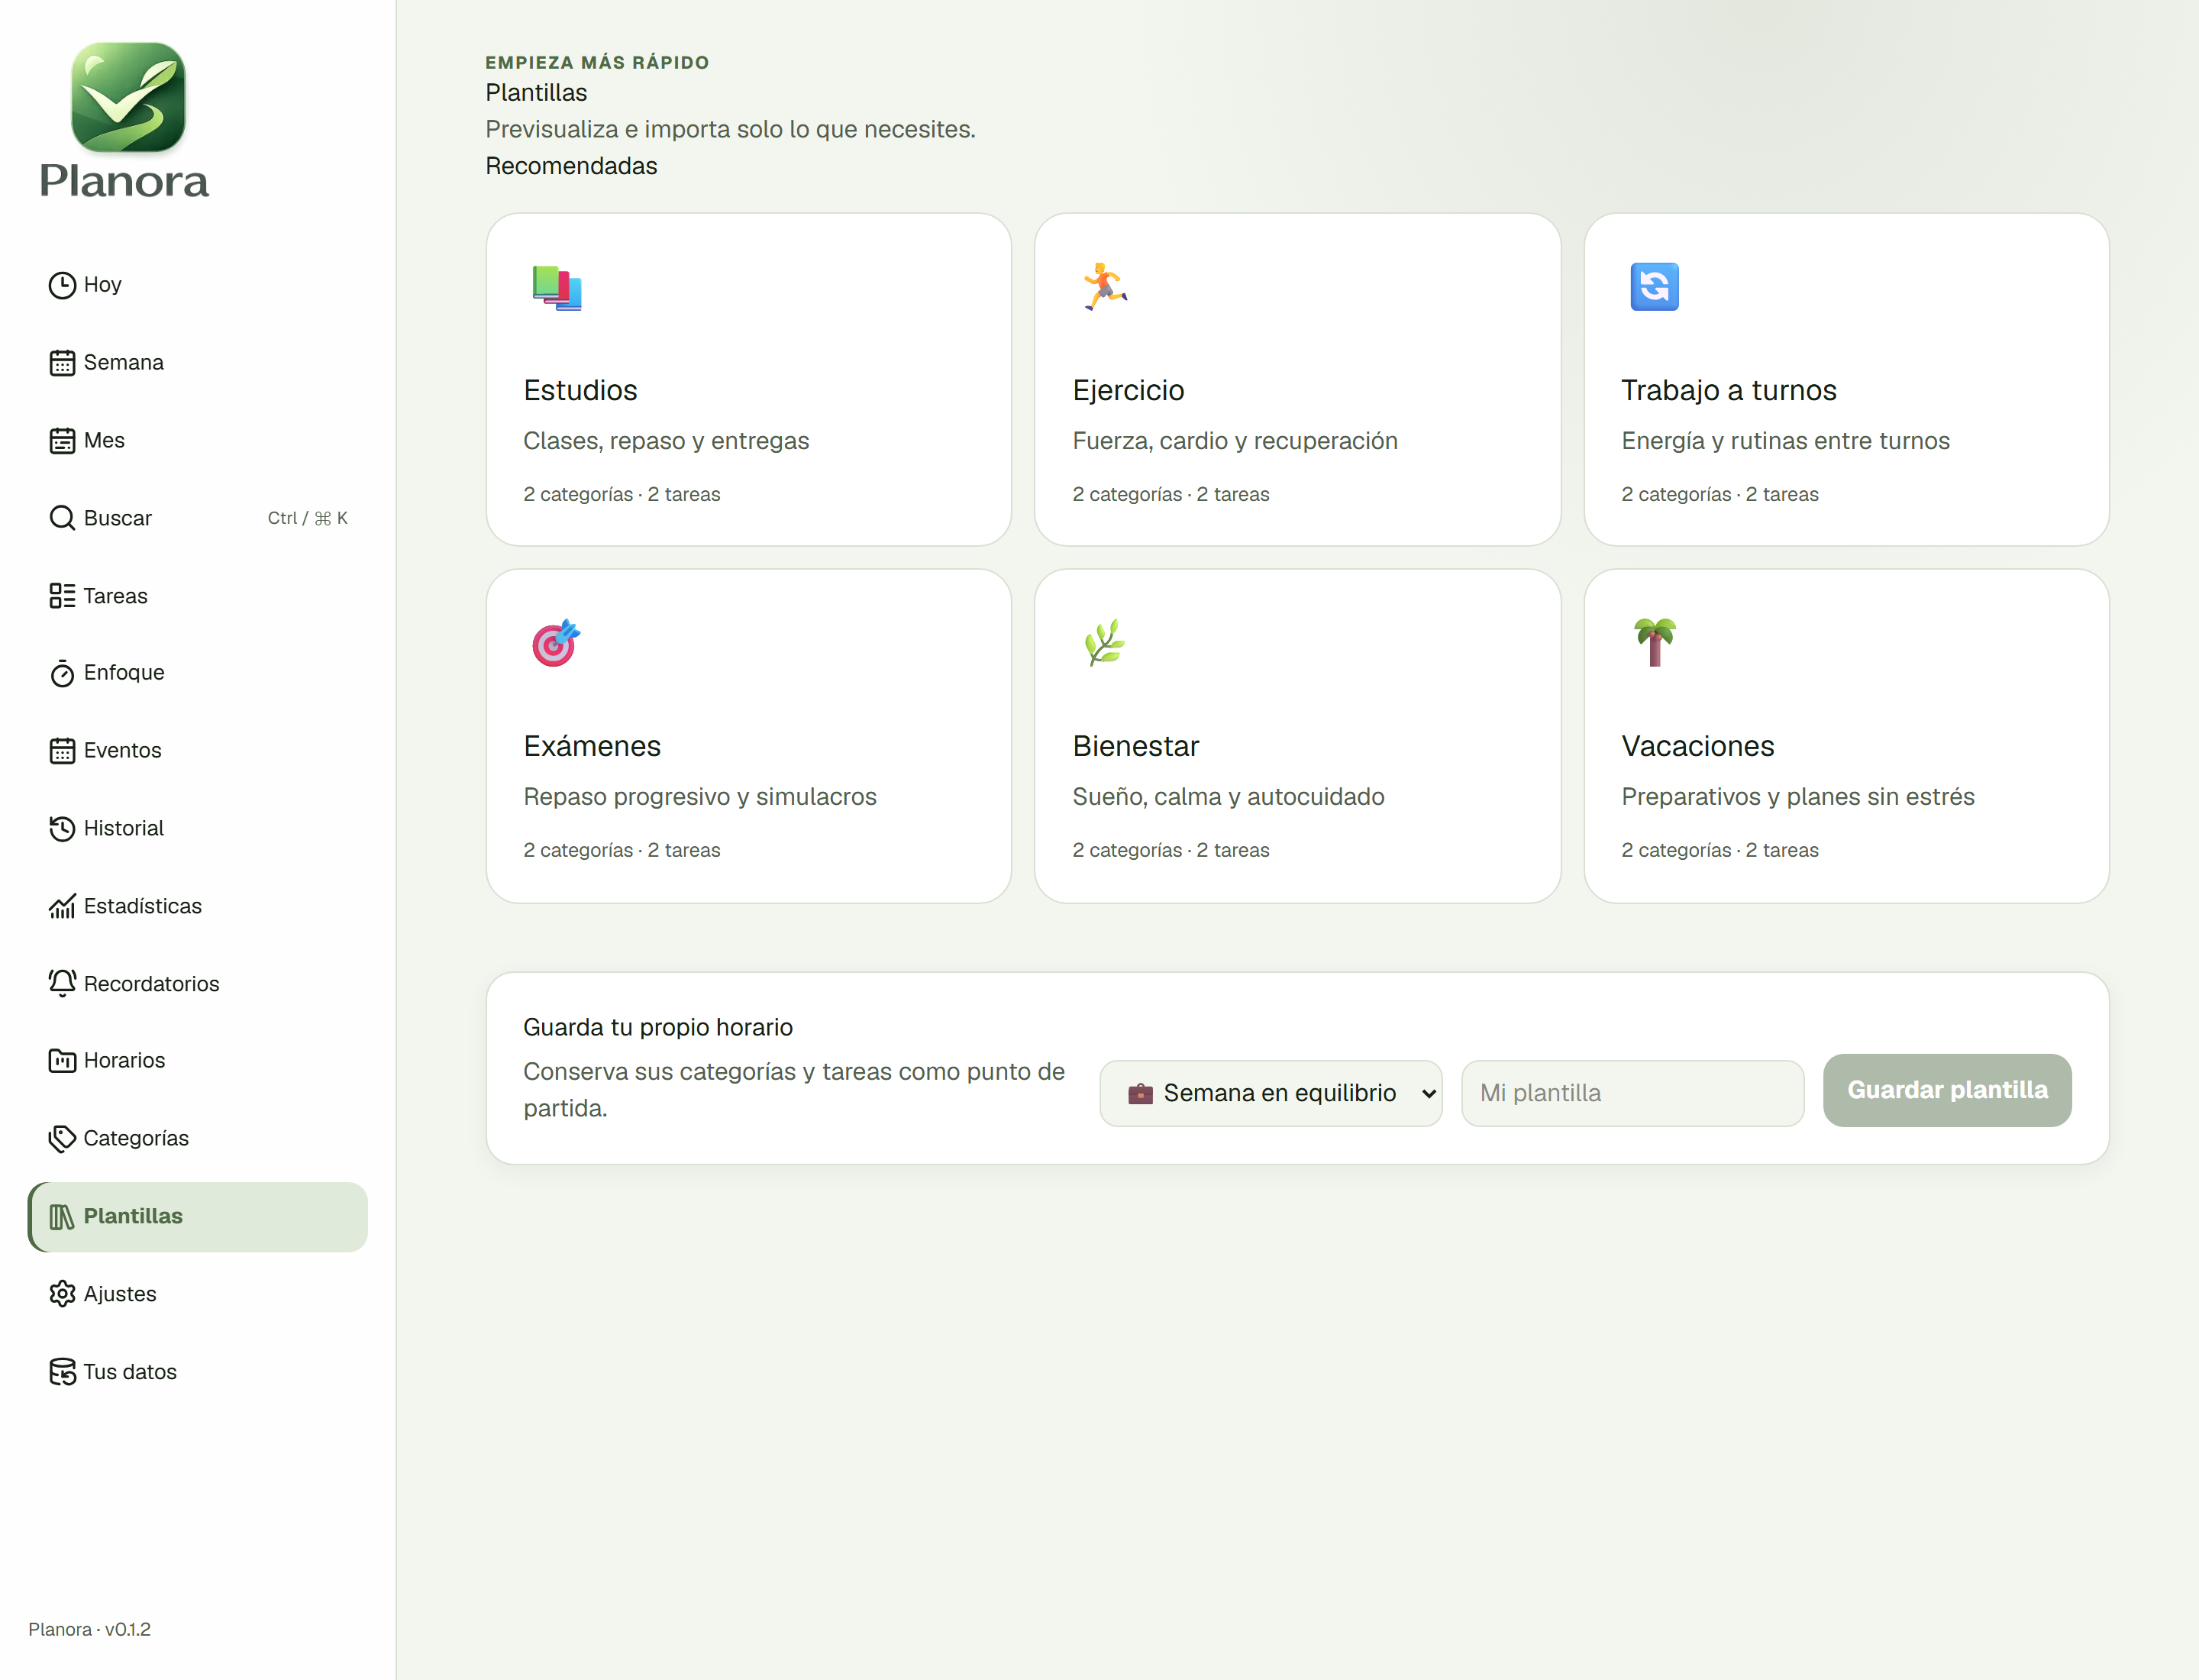 Planora
Hoy
Semana
Mes
Buscar Ctrl / ⌘ K
Tareas
Enfoque
Eventos
Historial
Estadísticas
Recordatorios
Horarios
Categorías
Plantillas
Ajustes
Tus datos
Planora · v0.1.2
EMPIEZA MÁS RÁPIDO
Plantillas
Previsualiza e importa solo lo que necesites.
Recomendadas
Estudios
Clases, repaso y entregas
2 categorías · 2 tareas
Ejercicio
Fuerza, cardio y recuperación
2 categorías · 2 tareas
Trabajo a turnos
Energía y rutinas entre turnos
2 categorías · 2 tareas
Exámenes
Repaso progresivo y simulacros
2 categorías · 2 tareas
Bienestar
Sueño, calma y autocuidado
2 categorías · 2 tareas
Vacaciones
Preparativos y planes sin estrés
2 categorías · 2 tareas
Guarda tu propio horario
Conserva sus categorías y tareas como punto de
partida.
Semana en equilibrio
Mi plantilla
Guardar plantilla